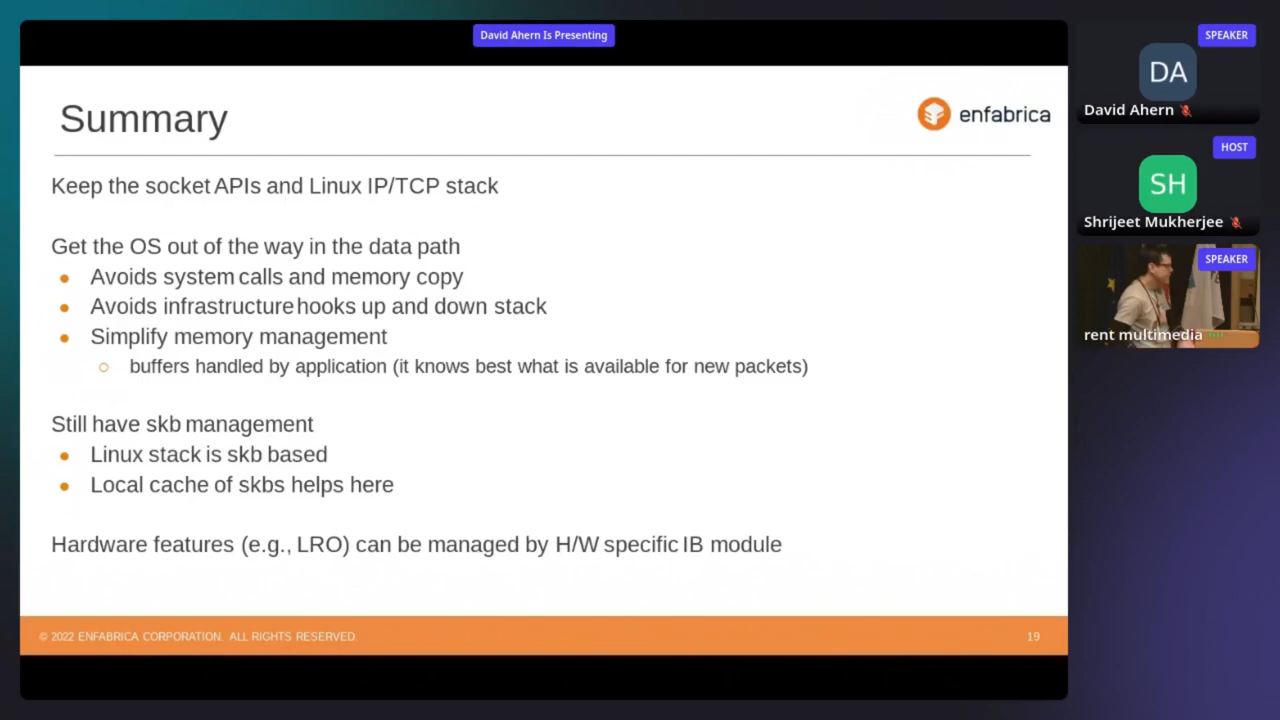 David Ahern Is Presenting
Summary
enfabrica
Keep the socket APIs and Linux IP/TCP stack
Get the OS out of the way in the data path
Avoids system calls and memory copy
Avoids infrastructure hooks up and down stack
Simplify memory management
buffers handled by application (it knows best what is available for new packets)
Still have skb management
Linux stack is skb based
Local cache of skbs helps here
Hardware features (e.g., LRO) can be managed by H/W specific IB module
© 2022 ENFABRICA CORPORATION. ALL RIGHTS RESERVED.
19
SPEAKER
DA
David Ahern
HOST
SH
Shrijeet Mukherjee
SPEAKER
rent multimedia